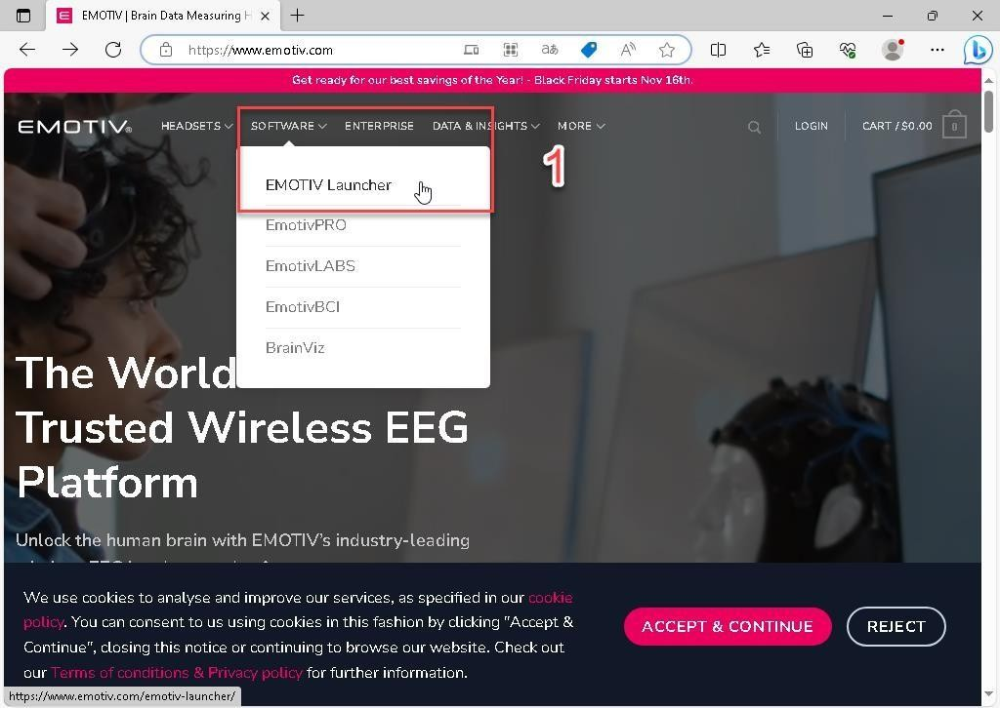 EMOTIV | Brain Data Measuring H
https://www.emotiv.com
Get ready for our best savings of the Year! - Black Friday starts Nov 16th.
EMOTIV®
HEADSETS
SOFTWARE
ENTERPRISE
DATA & INSIGHTS
MORE
LOGIN
CART / $0.00
0
1
EMOTIV Launcher
EmotivPRO
EmotivLABS
EmotivBCI
BrainViz
The World
Trusted Wireless EEG
Platform
Unlock the human brain with EMOTIV's industry-leading
We use cookies to analyse and improve our services, as specified in our cookie
policy. You can consent to us using cookies in this fashion by clicking "Accept &
Continue", closing this notice or continuing to browse our website. Check out
our Terms of conditions & Privacy policy for further information.
ACCEPT & CONTINUE
REJECT
https://www.emotiv.com/emotiv-launcher/